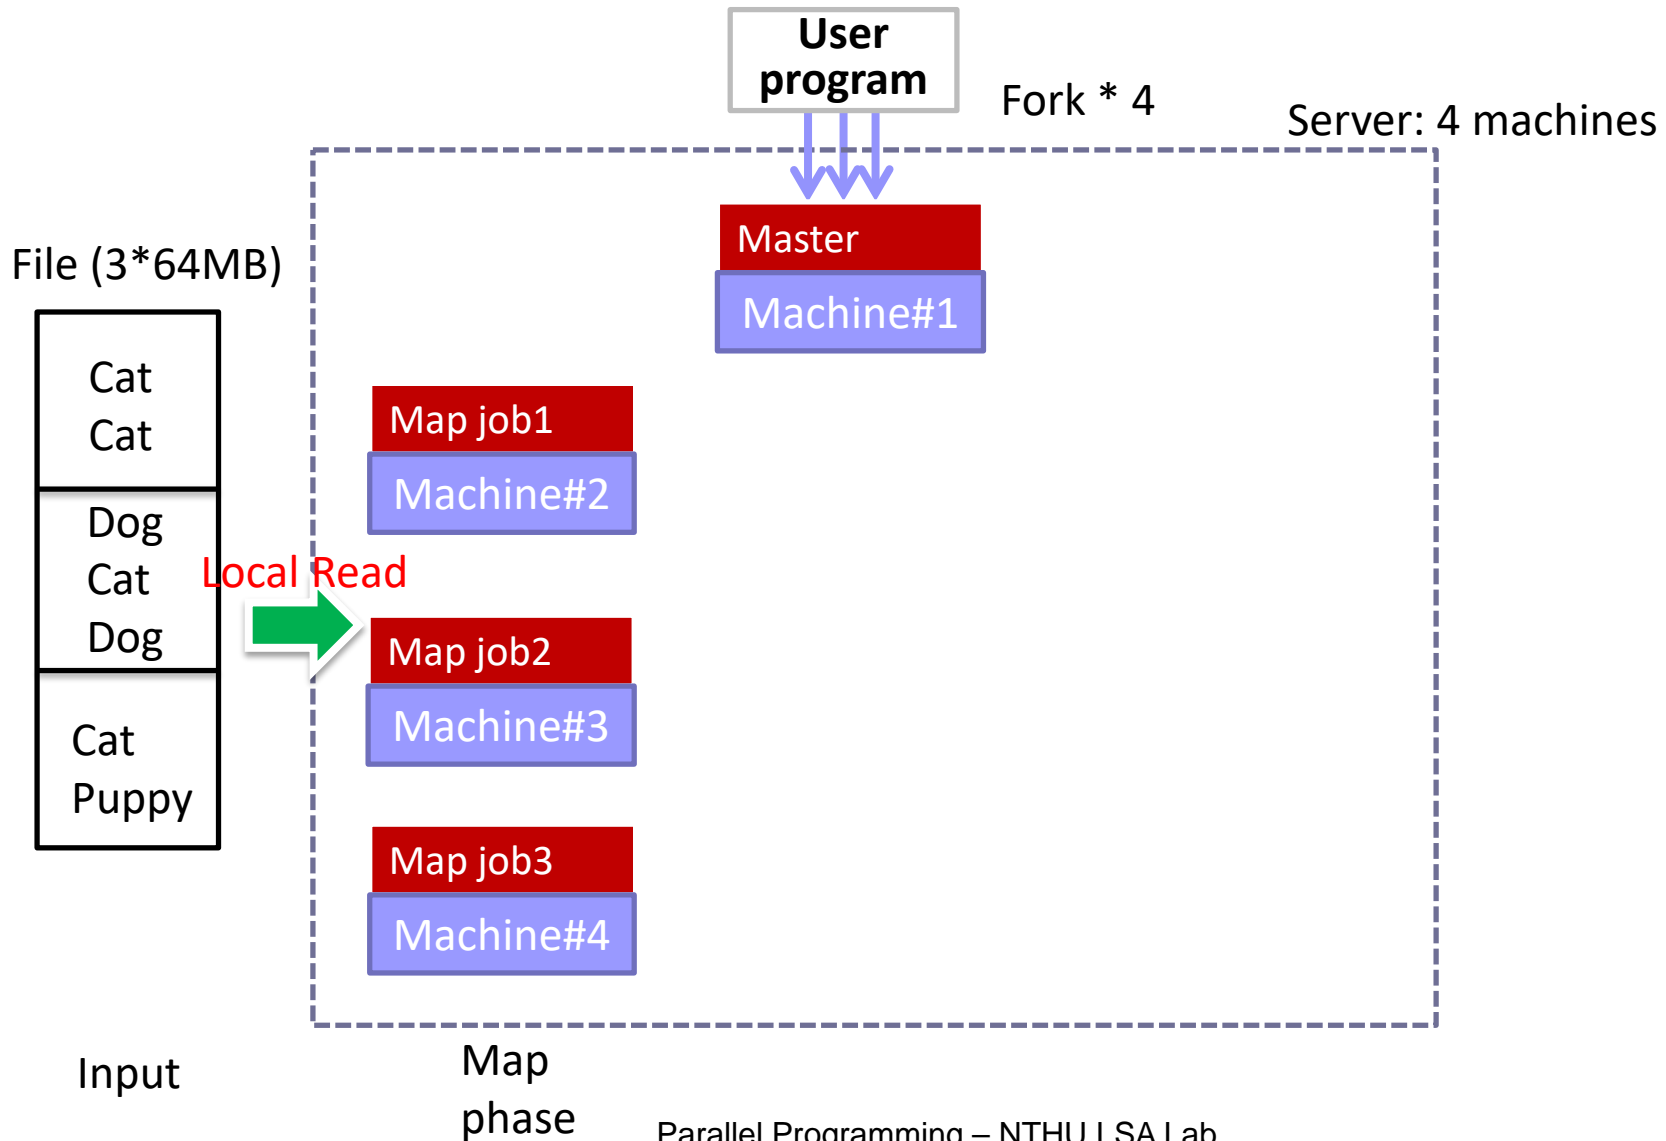 User
program
Fork * 4
Server: 4 machines
Master
Machine#1
File (3*64MB)
Cat
Cat
Dog
Cat
Dog
Cat
Puppy
Local Read
Map job1
Machine#2
Map job2
Machine#3
Map job3
Machine#4
Input
Map
phase
Parallel Programming – NTHU LSA Lab